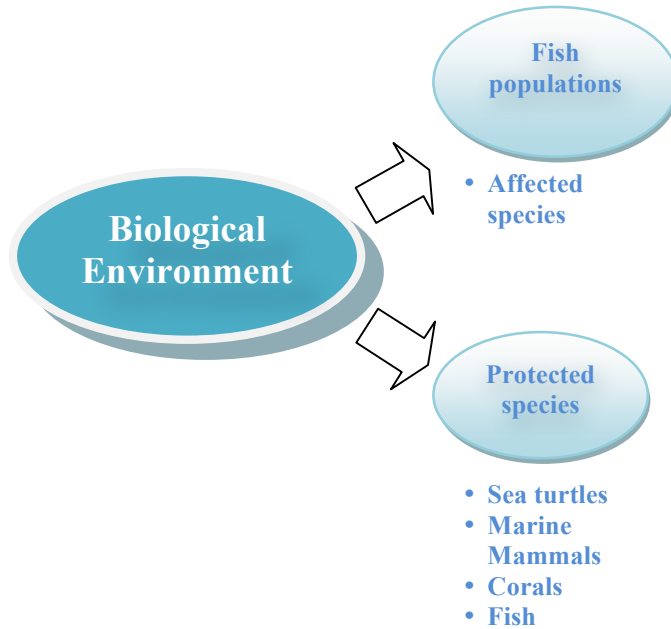 Fish
populations
• Affected
species
Biological
Environment
Protected
species
• Sea turtles
• Marine
Mammals
• Corals
• Fish